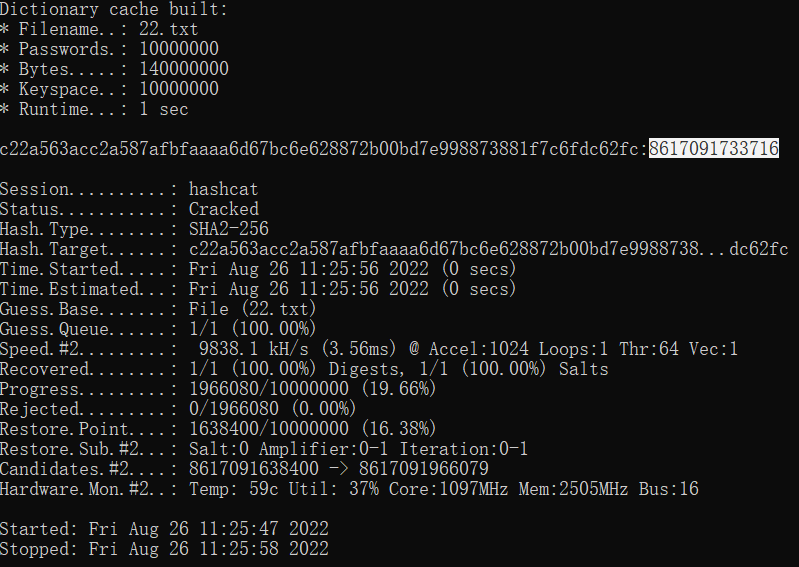 Dictionary cache built:
* Filename..: 22.txt
* Passwords.: 10000000
* Bytes.....: 140000000
* Keyspace..: 10000000
* Runtime...: 1 sec
c22a563acc2a587afbfaaaa6d67bc6e628872b00bd7e998873881f7c6fdc62fc:8617091733716
Session..........: hashcat
Status...........: Cracked
Hash.Type........: SHA2-256
Hash.Target......: c22a563acc2a587afbfaaaa6d67bc6e628872b00bd7e9988738...dc62fc
Time.Started.....: Fri Aug 26 11:25:56 2022 (0 secs)
Time.Estimated...: Fri Aug 26 11:25:56 2022 (0 secs)
Guess.Base.......: File (22.txt)
Guess.Queue......: 1/1 (100.00%)
Speed.#2.........:  9838.1 kH/s (3.56ms) @ Accel:1024 Loops:1 Thr:64 Vec:1
Recovered........: 1/1 (100.00%) Digests, 1/1 (100.00%) Salts
Progress.........: 1966080/10000000 (19.66%)
Rejected.........: 0/1966080 (0.00%)
Restore.Point....: 1638400/10000000 (16.38%)
Restore.Sub.#2...: Salt:0 Amplifier:0-1 Iteration:0-1
Candidates.#2....: 8617091638400 -> 8617091966079
Hardware.Mon.#2..: Temp: 59c Util: 37% Core:1097MHz Mem:2505MHz Bus:16
Started: Fri Aug 26 11:25:47 2022
Stopped: Fri Aug 26 11:25:58 2022